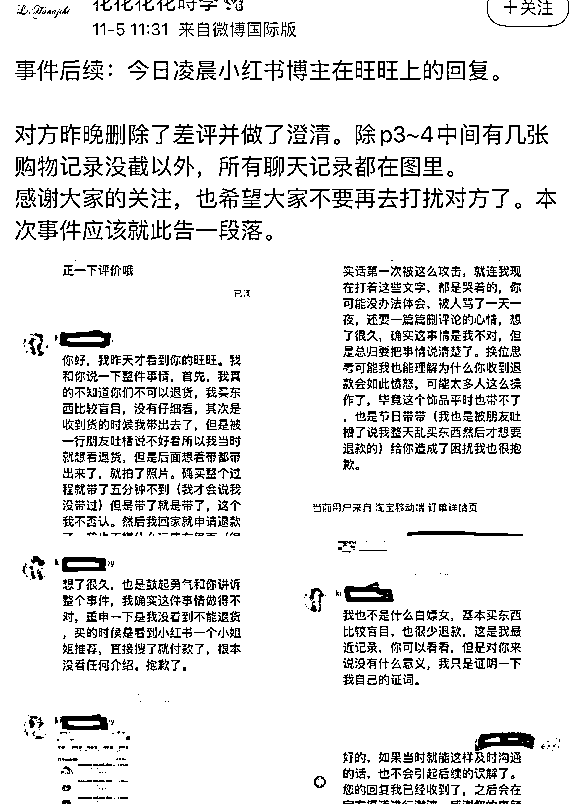 Li.Hanazhi
花花花花時学
十关注
11-5 11:31 来自微博国际版
事件后续：今日凌晨小红书博主在旺旺上的回复。
对方昨晚删除了差评并做了澄清。除p3~4中间有几张
购物记录没截以外，所有聊天记录都在图里。
感谢大家的关注，也希望大家不要再去打扰对方了。本
次事件应该就此告一段落。
正一下评价哦
已读
你好，我昨天才看到你的旺旺。我
和你说一下整件事情，首先，我真
的不知道你们不可以退货，我买东
西比较盲目，没有仔细看，其次是
收到货的时候我带出去了，但是被
一行朋友吐槽说不好看所以我当时
就想着退货，但是后面想着带都带
出来了，就拍了照片。确实整个过
程就带了五分钟不到（我才会说我
没带过）但是带了就是带了，这个
我不否认。然后我回家就申请退款
想了很久，也是鼓起勇气和你讲诉
整个事件，我确实这件事情做得不
对，重申一下是我没看到不能退货
，买的时候是看到小红书一个小姐
姐推荐，直接搜了就付款了，根本
没看任何介绍。抱歉了。
实话第一次被这么攻击，就连我现
在打着这些文字、都是哭着的，你
可能没办法体会、被人骂了一天一
夜，还要一篇篇删评论的心情，想
了很久，确实这事情是我不对，但
是总归要把事情说清楚了。换位思
考可能我也能理解为什么你收到退
款会如此愤怒，可能太多人这么操
作了，毕竟这个饰品平时也带不了
，也是节日带带（我也是被朋友吐
槽了说我整天乱买东西然后才想要
退款的）给你造成了困扰我也很抱
歉。
当前用户来自 淘宝移动端 订单详情页
我也不是什么白嫖女，基本买东西
比较盲目，也很少退款，这是我最
近记录、你可以看看，但是对你来
说没有什么意义，我只是证明一下
我自己的证词。
好的，如果当时就能这样及时沟通
的话，也不会引起后续的误解了。
您的回复我已经收到了，之后会在